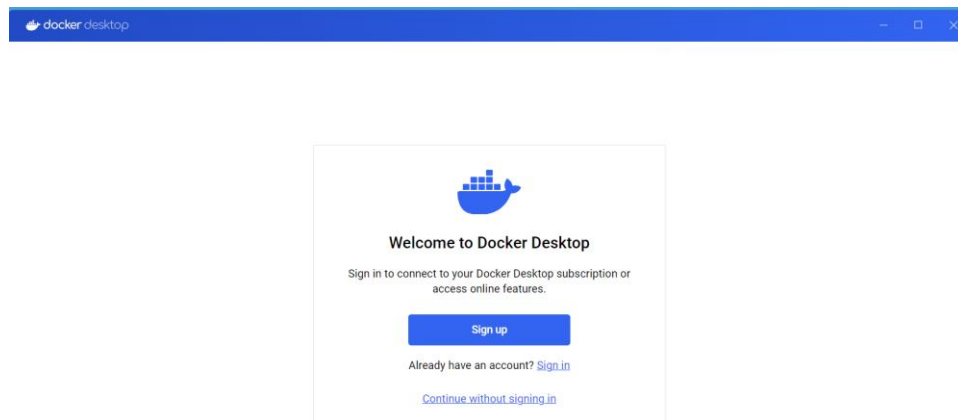 docker desktop
Welcome to Docker Desktop
Sign in to connect to your Docker Desktop subscription or
access online features.
Sign up
Already have an account? Sign in
Continue without signing in